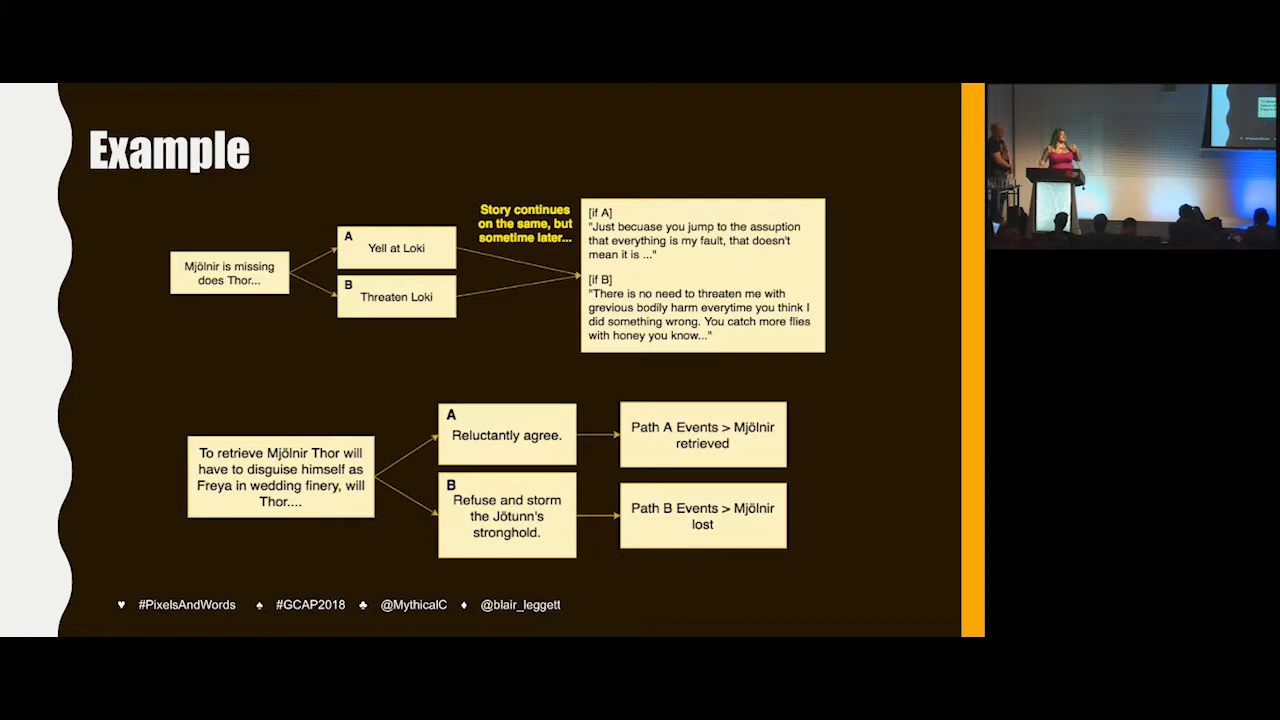 Example
Mjölnir is missing
does Thor...
A
Yell at Loki
B
Threaten Loki
Story continues
on the same, but
sometime later...
[if A]
"Just becuase you jump to the assuption
that everything is my fault, that doesn't
mean it is ..."
[if B]
"There is no need to threaten me with
grevious bodily harm everytime you think I
did something wrong. You catch more flies
with honey you know..."
To retrieve Mjölnir Thor will
have to disguise himself as
Freya in wedding finery, will
Thor....
A
Reluctantly agree.
B
Refuse and storm
the Jötunn's
stronghold.
Path A Events > Mjölnir
retrieved
Path B Events > Mjölnir
lost
♥ #PixelsAndWords ♠ #GCAP2018 ♣ @MythicalC ♦ @blair_leggett